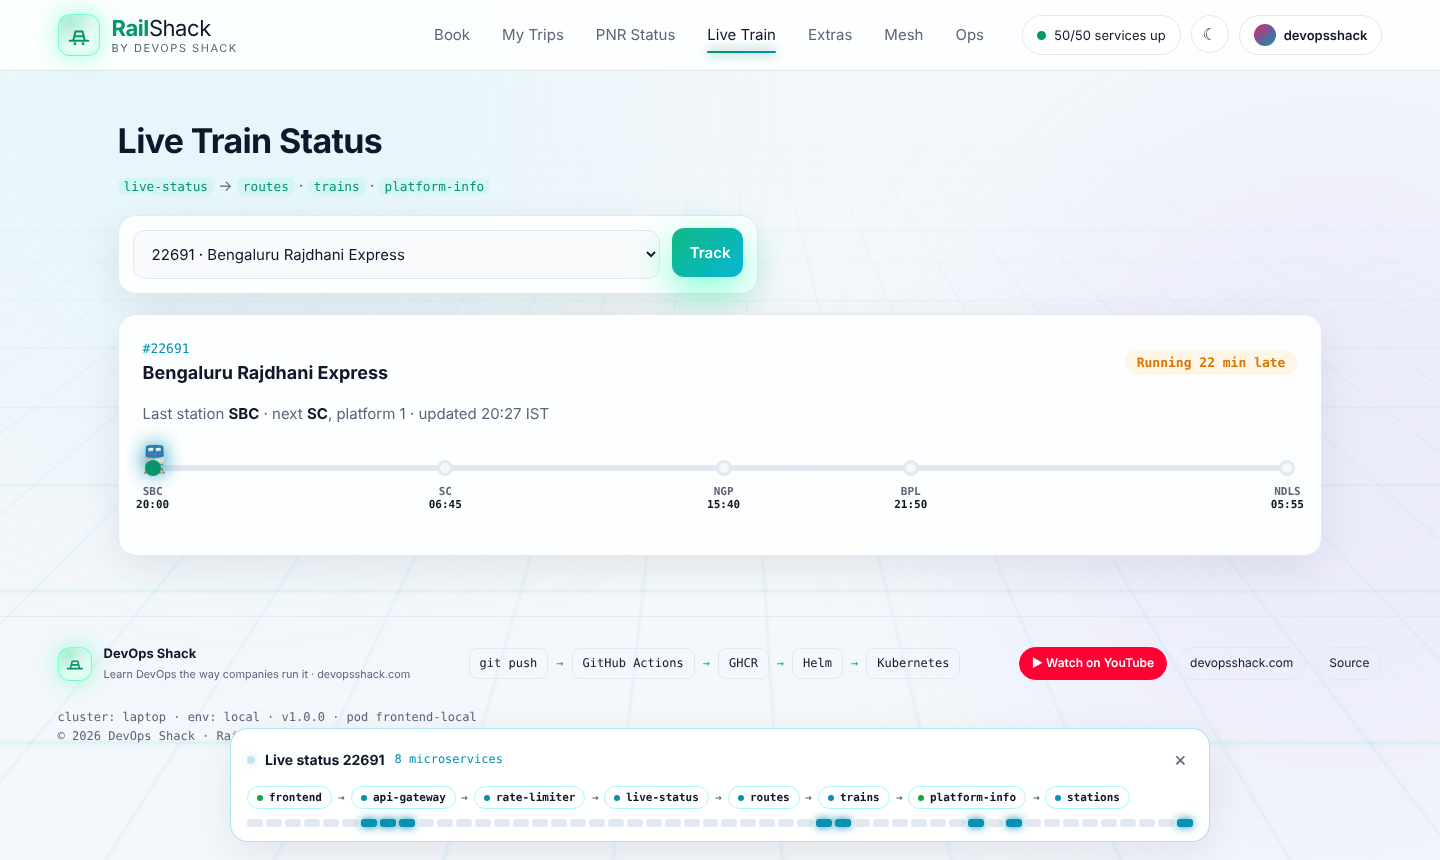 RailShack
BY DEVOPS SHACK
Book My Trips PNR Status Live Train Extras Mesh Ops
50/50 services up
devopsshack
Live Train Status
live-status → routes · trains · platform-info
22691 · Bengaluru Rajdhani Express
Track
#22691
Bengaluru Rajdhani Express
Running 22 min late
Last station SBC · next SC, platform 1 · updated 20:27 IST
SBC SC NGP BPL NDLS
20:00 06:45 15:40 21:50 05:55
DevOps Shack
Learn DevOps the way companies run it · devopsshack.com
git push → GitHub Actions → GHCR → Helm → Kubernetes
▶ Watch on YouTube
devopsshack.com
Source
cluster: laptop · env: local · v1.0.0 · pod frontend-local
© 2026 DevOps Shack ·
Live status 22691 8 microservices ✕
frontend → api-gateway → rate-limiter → live-status → routes → trains → platform-info → stations